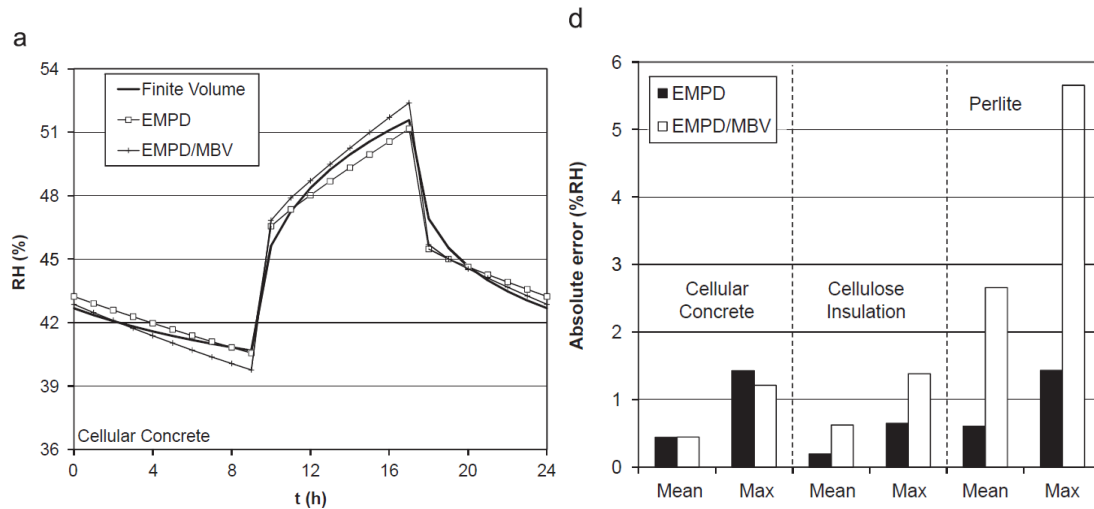 a
54
51
48
45
42
39
36
RH (%)
Finite Volume
EMPD
EMPD/MBV
Cellular Concrete
0 4 8 12 16 20 24
t (h)
d
6
5
4
3
2
1
0
Absolute error (%RH)
EMPD
EMPD/MBV
Perlite
Cellular
Concrete
Cellulose
Insulation
Mean Max Mean Max Mean Max